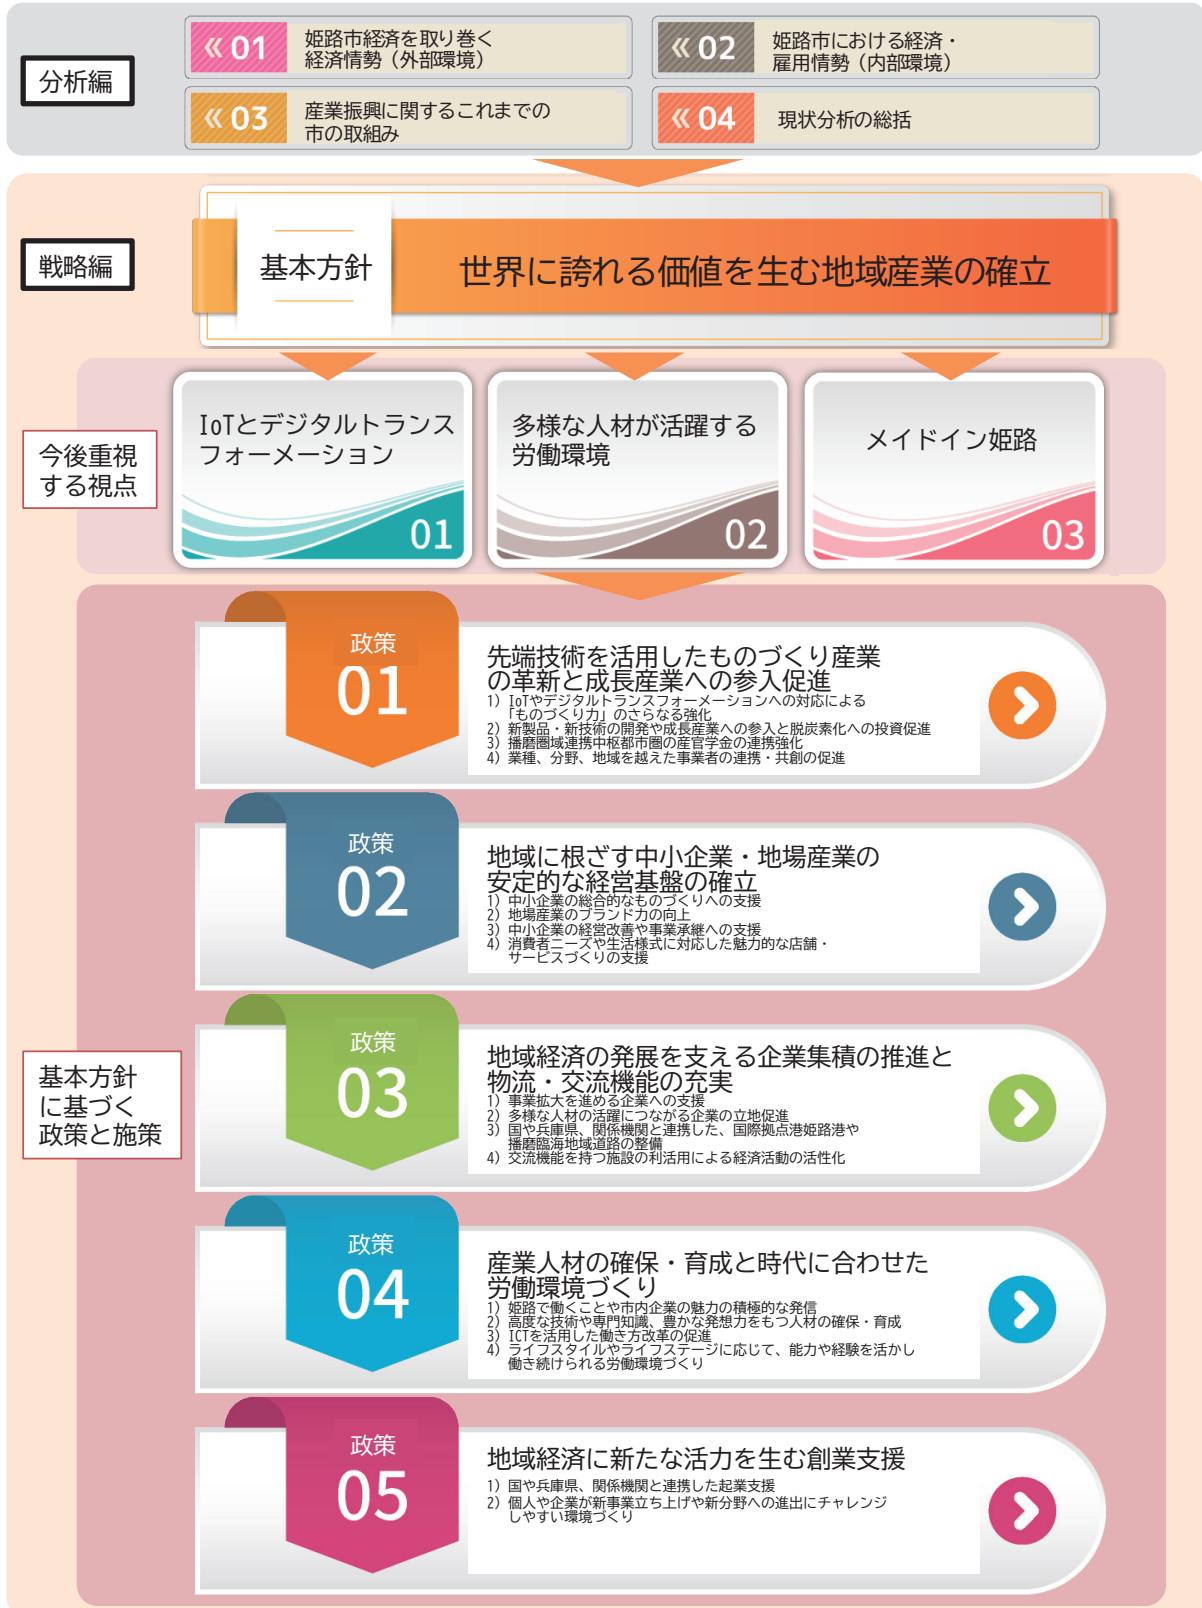 分析編
01
姫路市経済を取り巻く
経済情勢（外部環境）
02
姫路市における経済・
雇用情勢（内部環境）
03
産業振興に関するこれまでの
市の取組み
04
現状分析の総括
戦略編
基本方針
世界に誇れる価値を生む地域産業の確立
今後重視
する視点
IoTとデジタルトランス
フォーメーション
01
多様な人材が活躍する
労働環境
02
メイドイン姫路
03
基本方針
に基づく
政策と施策
政策
01
先端技術を活用したものづくり産業
の革新と成長産業への参入促進
1）IoTやデジタルトランスフォーメーションへの対応による
「ものづくり力」のさらなる強化
2）新製品・新技術の開発や成長産業への参入と脱炭素化への投資促進
3）播磨圏域連携中枢都市圏の産官学金の連携強化
4）業種、分野、地域を越えた事業者の連携・共創の促進
政策
02
地域に根ざす中小企業・地場産業の
安定的な経営基盤の確立
1）中小企業の総合的なものづくりへの支援
2）地場産業のブランド力の向上
3）中小企業の経営改善や事業承継への支援
4）消費者ニーズや生活様式に対応した魅力的な店舗・
サービスづくりの支援
政策
03
地域経済の発展を支える企業集積の推進と
物流・交流機能の充実
1）事業拡大を進める企業への支援
2）多様な人材の活躍につながる企業の立地促進
3）国や兵庫県、関係機関と連携した、国際拠点港姫路港や
播磨臨海地域道路の整備
4）交流機能を持つ施設の利活用による経済活動の活性化
政策
04
産業人材の確保・育成と時代に合わせた
労働環境づくり
1）姫路で働くことや市内企業の魅力の積極的な発信
2）高度な技術や専門知識、豊かな発想力をもつ人材の確保・育成
3）ICTを活用した働き方改革の促進
4）ライフスタイルやライフステージに応じて、能力や経験を活かし
働き続けられる労働環境づくり
政策
05
地域経済に新たな活力を生む創業支援
1）国や兵庫県、関係機関と連携した起業支援
2）個人や企業が新事業立ち上げや新分野への進出にチャレンジ
しやすい環境づくり